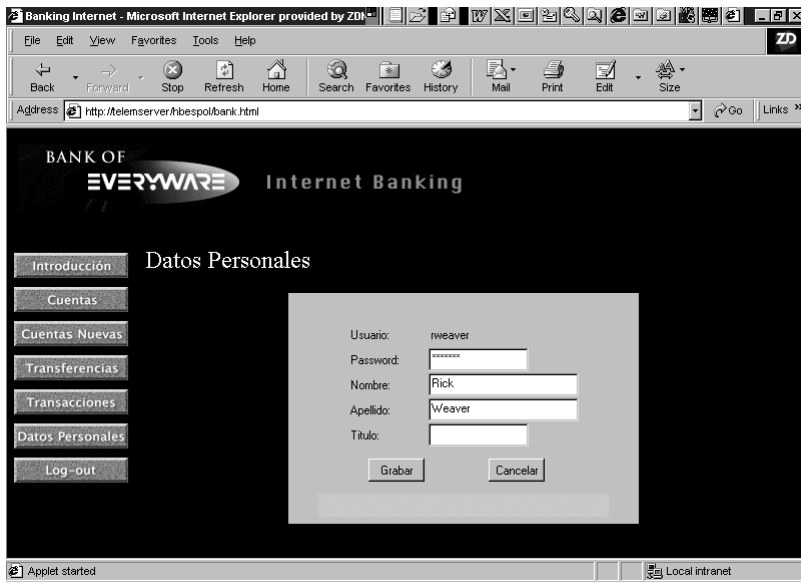 Banking Internet - Microsoft Internet Explorer provided by ZDN
File Edit View Favorites Tools Help
ZD
Back Forward Stop Refresh Home Search Favorites History Mail Print Edit Size
Address http://telemserver/hbespol/bank.html Go Links »
BANK OF
EVERYWARE Internet Banking
Datos Personales
Introducción
Cuentas
Cuentas Nuevas
Transferencias
Transacciones
Datos Personales
Log-out
Usuario: rweaver
Password: *******
Nombre: Rick
Apellido: Weaver
Titulo:
Grabar Cancelar
Applet started Local intranet